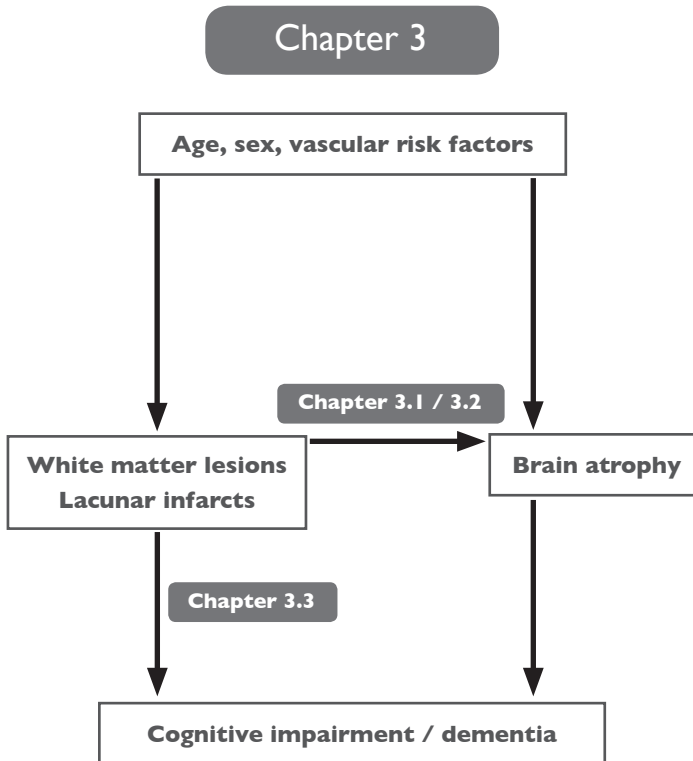 Chapter 3
Age, sex, vascular risk factors
Chapter 3.1 / 3.2
White matter lesions
Lacunar infarcts
Brain atrophy
Chapter 3.3
Cognitive impairment / dementia